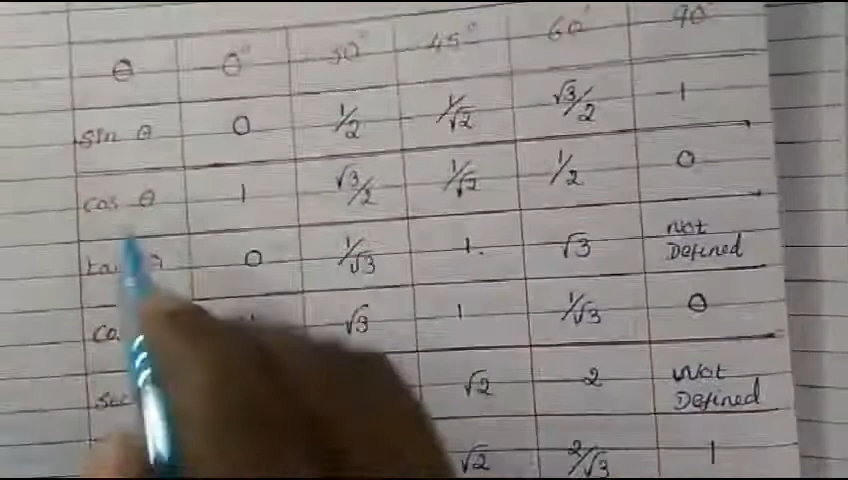 θ 0° 30° 45° 60° 90°
sin θ 0 1/2 1/√2 √3/2 1
cos θ 1 √3/2 1/√2 1/2 0
0 1/√3 1. √3 Not Defined
√3 1 1/√3 0
√2 2 Not Defined
√2 2/√3 1